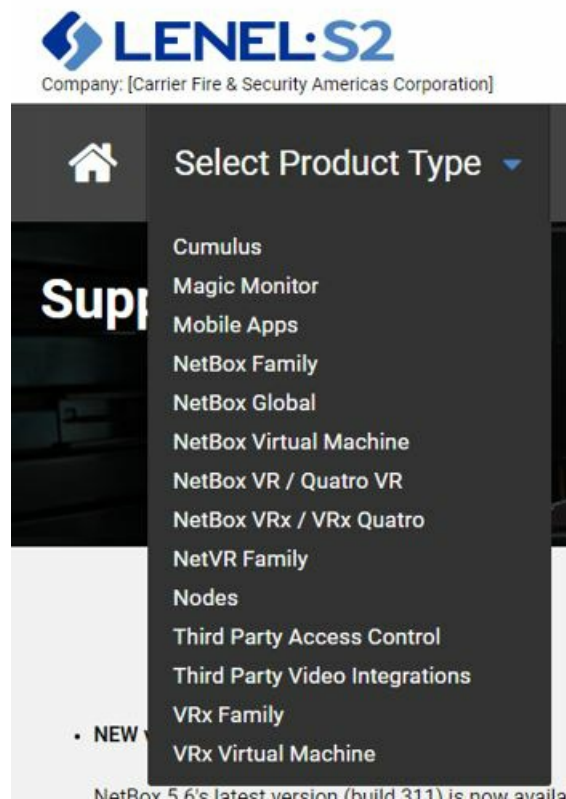 LENEL·S2
Company: [Carrier Fire & Security Americas Corporation]
Select Product Type
Supp
Cumulus
Magic Monitor
Mobile Apps
NetBox Family
NetBox Global
NetBox Virtual Machine
NetBox VR / Quatro VR
NetBox VRx / VRx Quatro
NetVR Family
Nodes
Third Party Access Control
Third Party Video Integrations
VRx Family
VRx Virtual Machine
• NEW
NetBox 5.6's latest version (build 311) is now availa